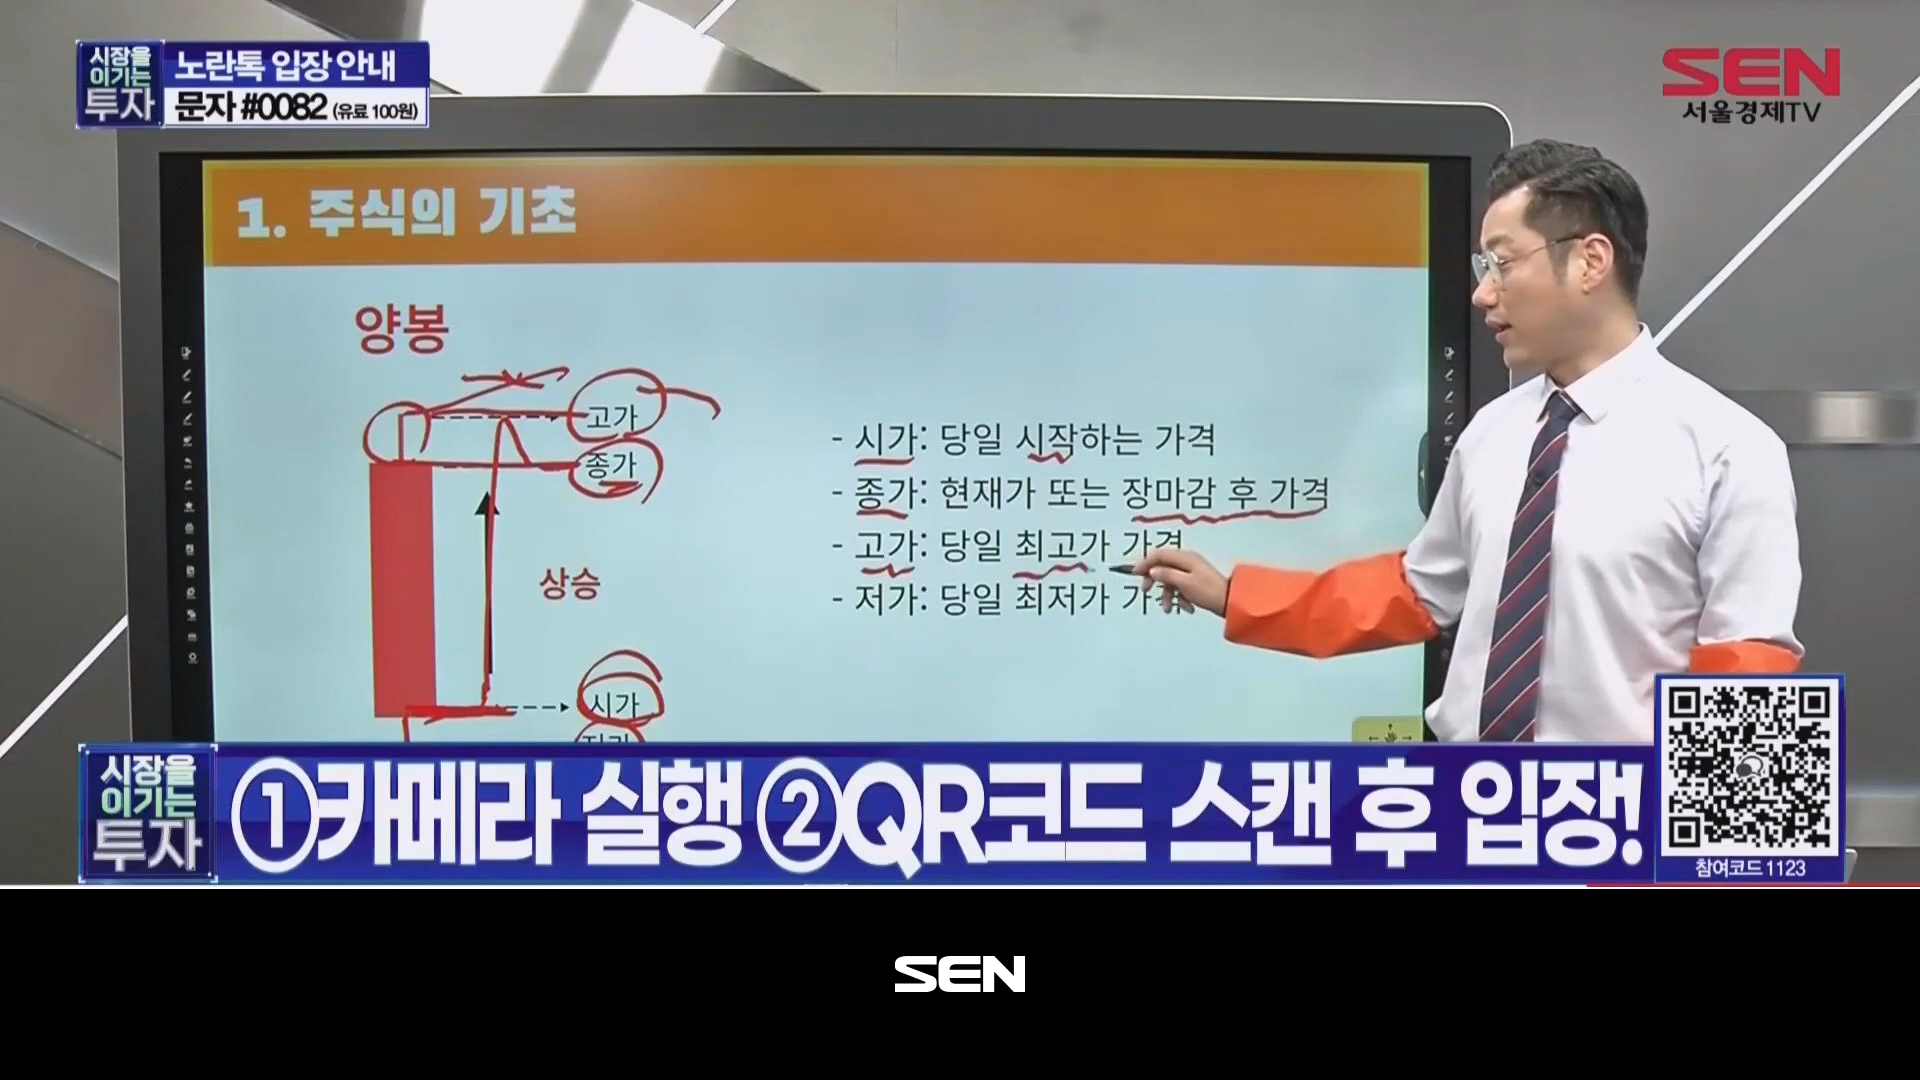 시장을
이기는
투자
노란톡 입장 안내
문자 #0082 (유료 100원)
SEN
서울경제TV
1. 주식의 기초
양봉
고가
종가
상승
시가
- 시가: 당일 시작하는 가격
- 종가: 현재가 또는 장마감 후 가격
- 고가: 당일 최고가 가격
- 저가: 당일 최저가 가격
시장을
이기는
투자
①카메라 실행 ②QR코드 스캔 후 입장!
참여코드 1123
SEN